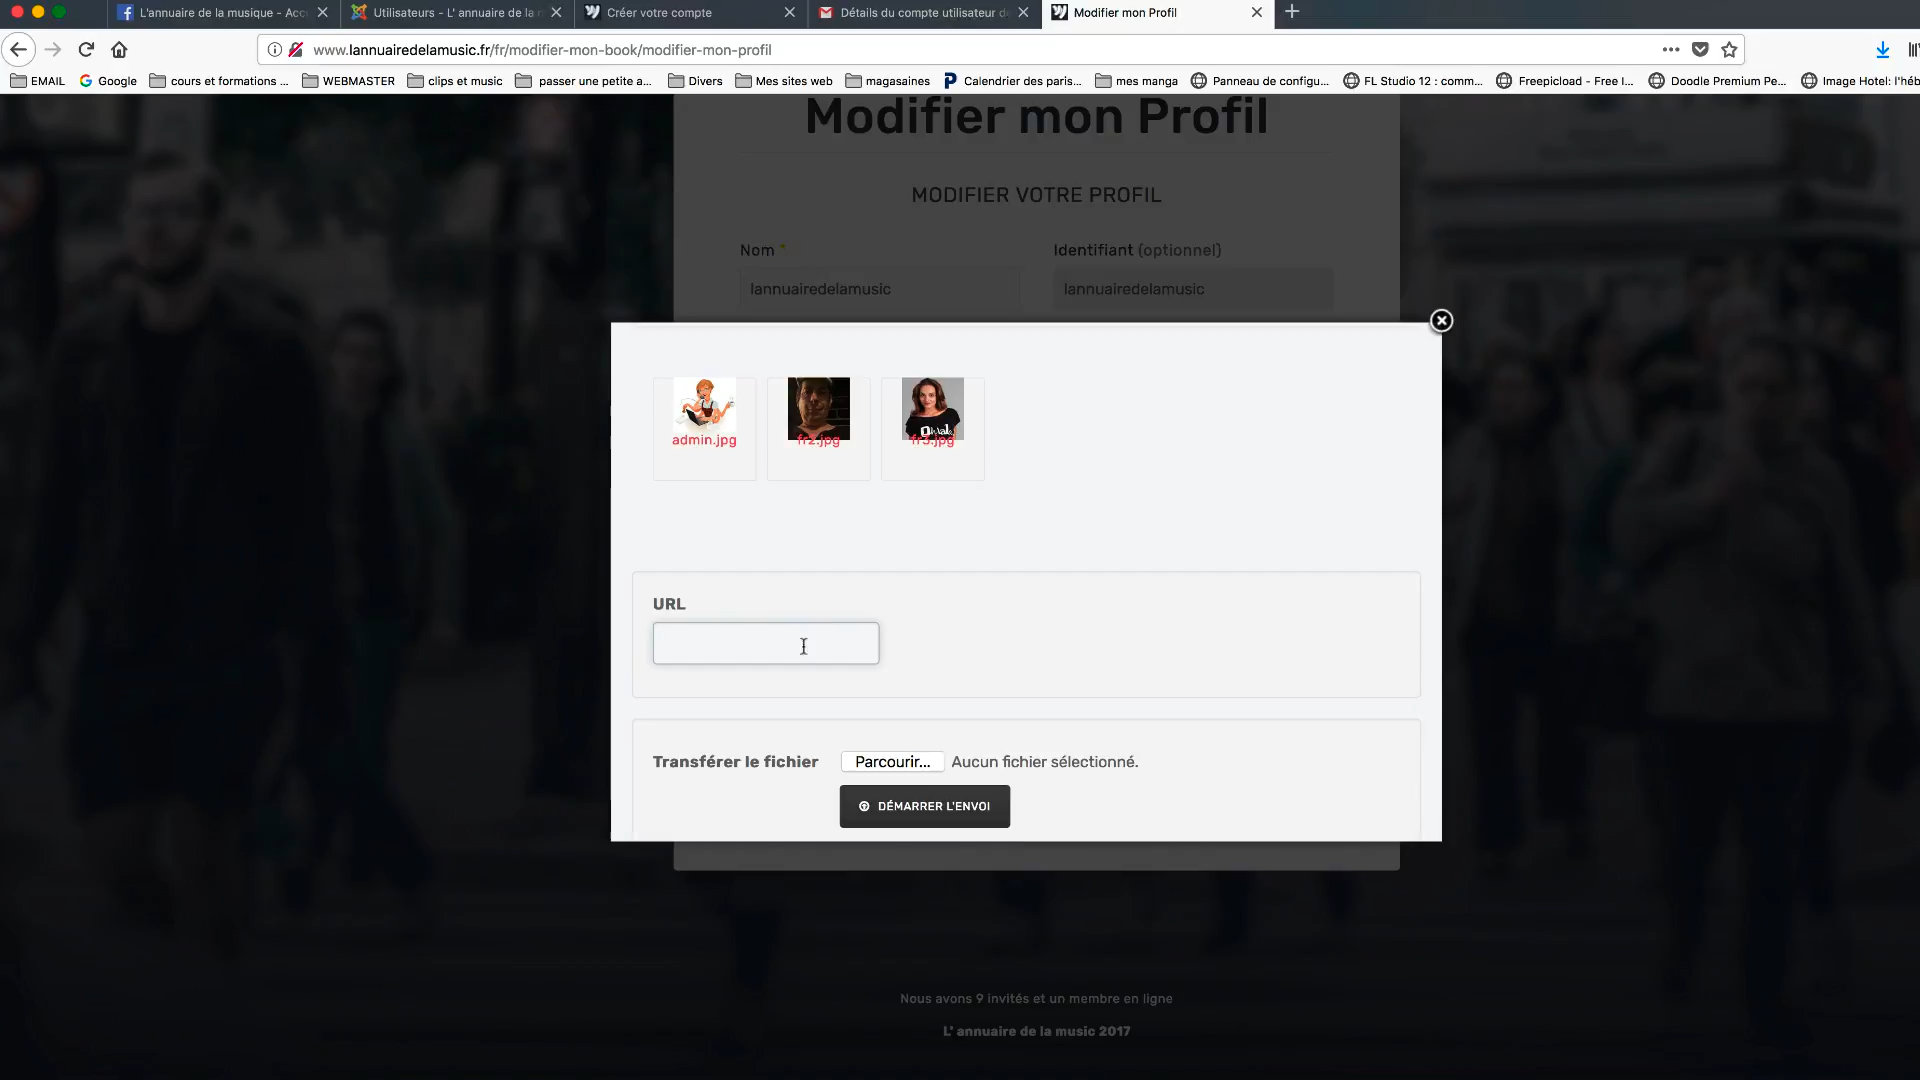 L'annuaire de la musique - Acc
Utilisateurs - L' annuaire de la m
Créer votre compte
Détails du compte utilisateur de
Modifier mon Profil
www.lannuairedelamusic.fr/fr/modifier-mon-book/modifier-mon-profil
EMAIL
Google
cours et formations ...
WEBMASTER
clips et music
passer une petite a...
Divers
Mes sites web
magasaines
Calendrier des paris...
mes manga
Panneau de configu...
FL Studio 12 : comm...
Freepicload - Free I...
Doodle Premium Pe...
Image Hotel: l'héb
Modifier mon Profil
MODIFIER VOTRE PROFIL
Nom *
Identifiant (optionnel)
lannuairedelamusic
lannuairedelamusic
admin.jpg
fr2.jpg
fr3.jpg
URL
Transférer le fichier
Parcourir...
Aucun fichier sélectionné.
DÉMARRER L'ENVOI
Nous avons 9 invités et un membre en ligne
L' annuaire de la music 2017